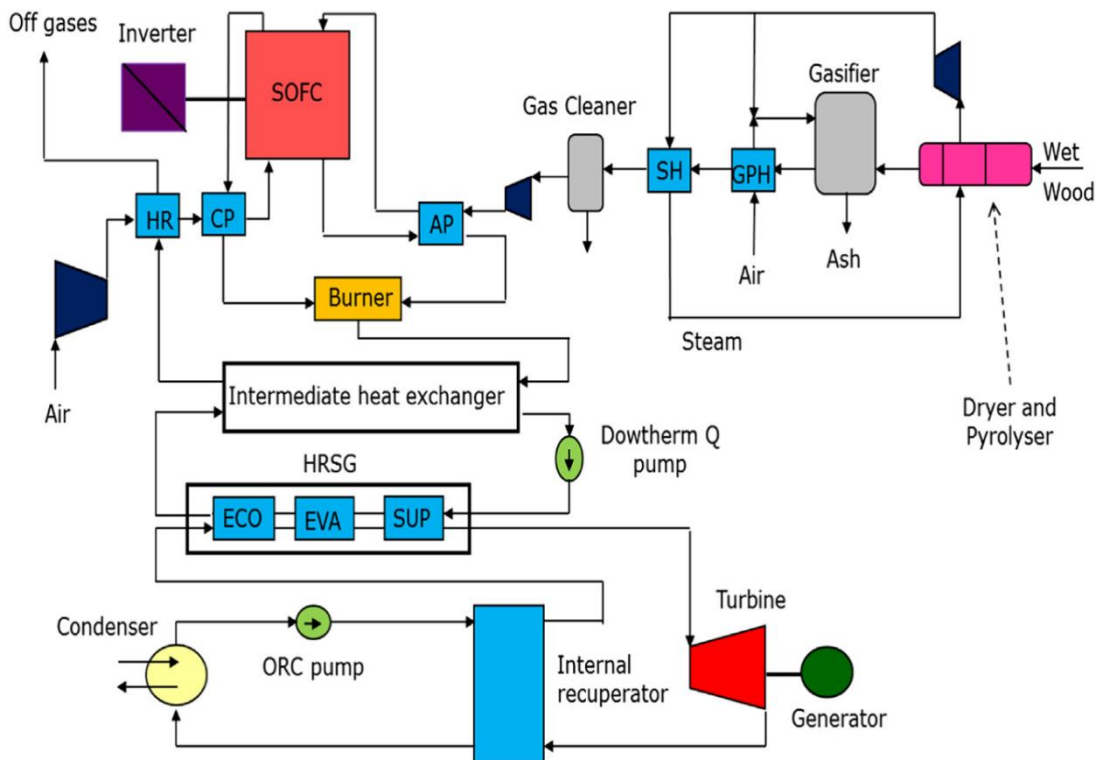 Off gases
Inverter
SOFC
Gas Cleaner
Gasifier
Wet
Wood
HR
CP
AP
SH
GPH
Air
Ash
Burner
Steam
Air
Intermediate heat exchanger
Dryer and
Pyrolyser
Dowtherm Q
pump
HRSG
ECO
EVA
SUP
Condenser
ORC pump
Internal
recuperator
Turbine
Generator